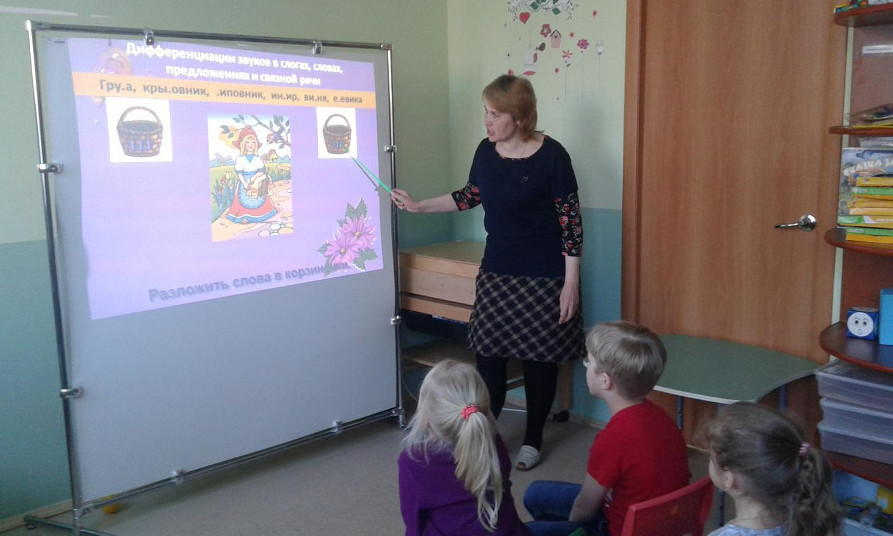 Дифференциации звуков в слогах, словах,
предложениях и связной речи
Гру.а, кры.овник, .иповник, ин.ир, ви.ня, е.евика
Разложить слова в корзинки.